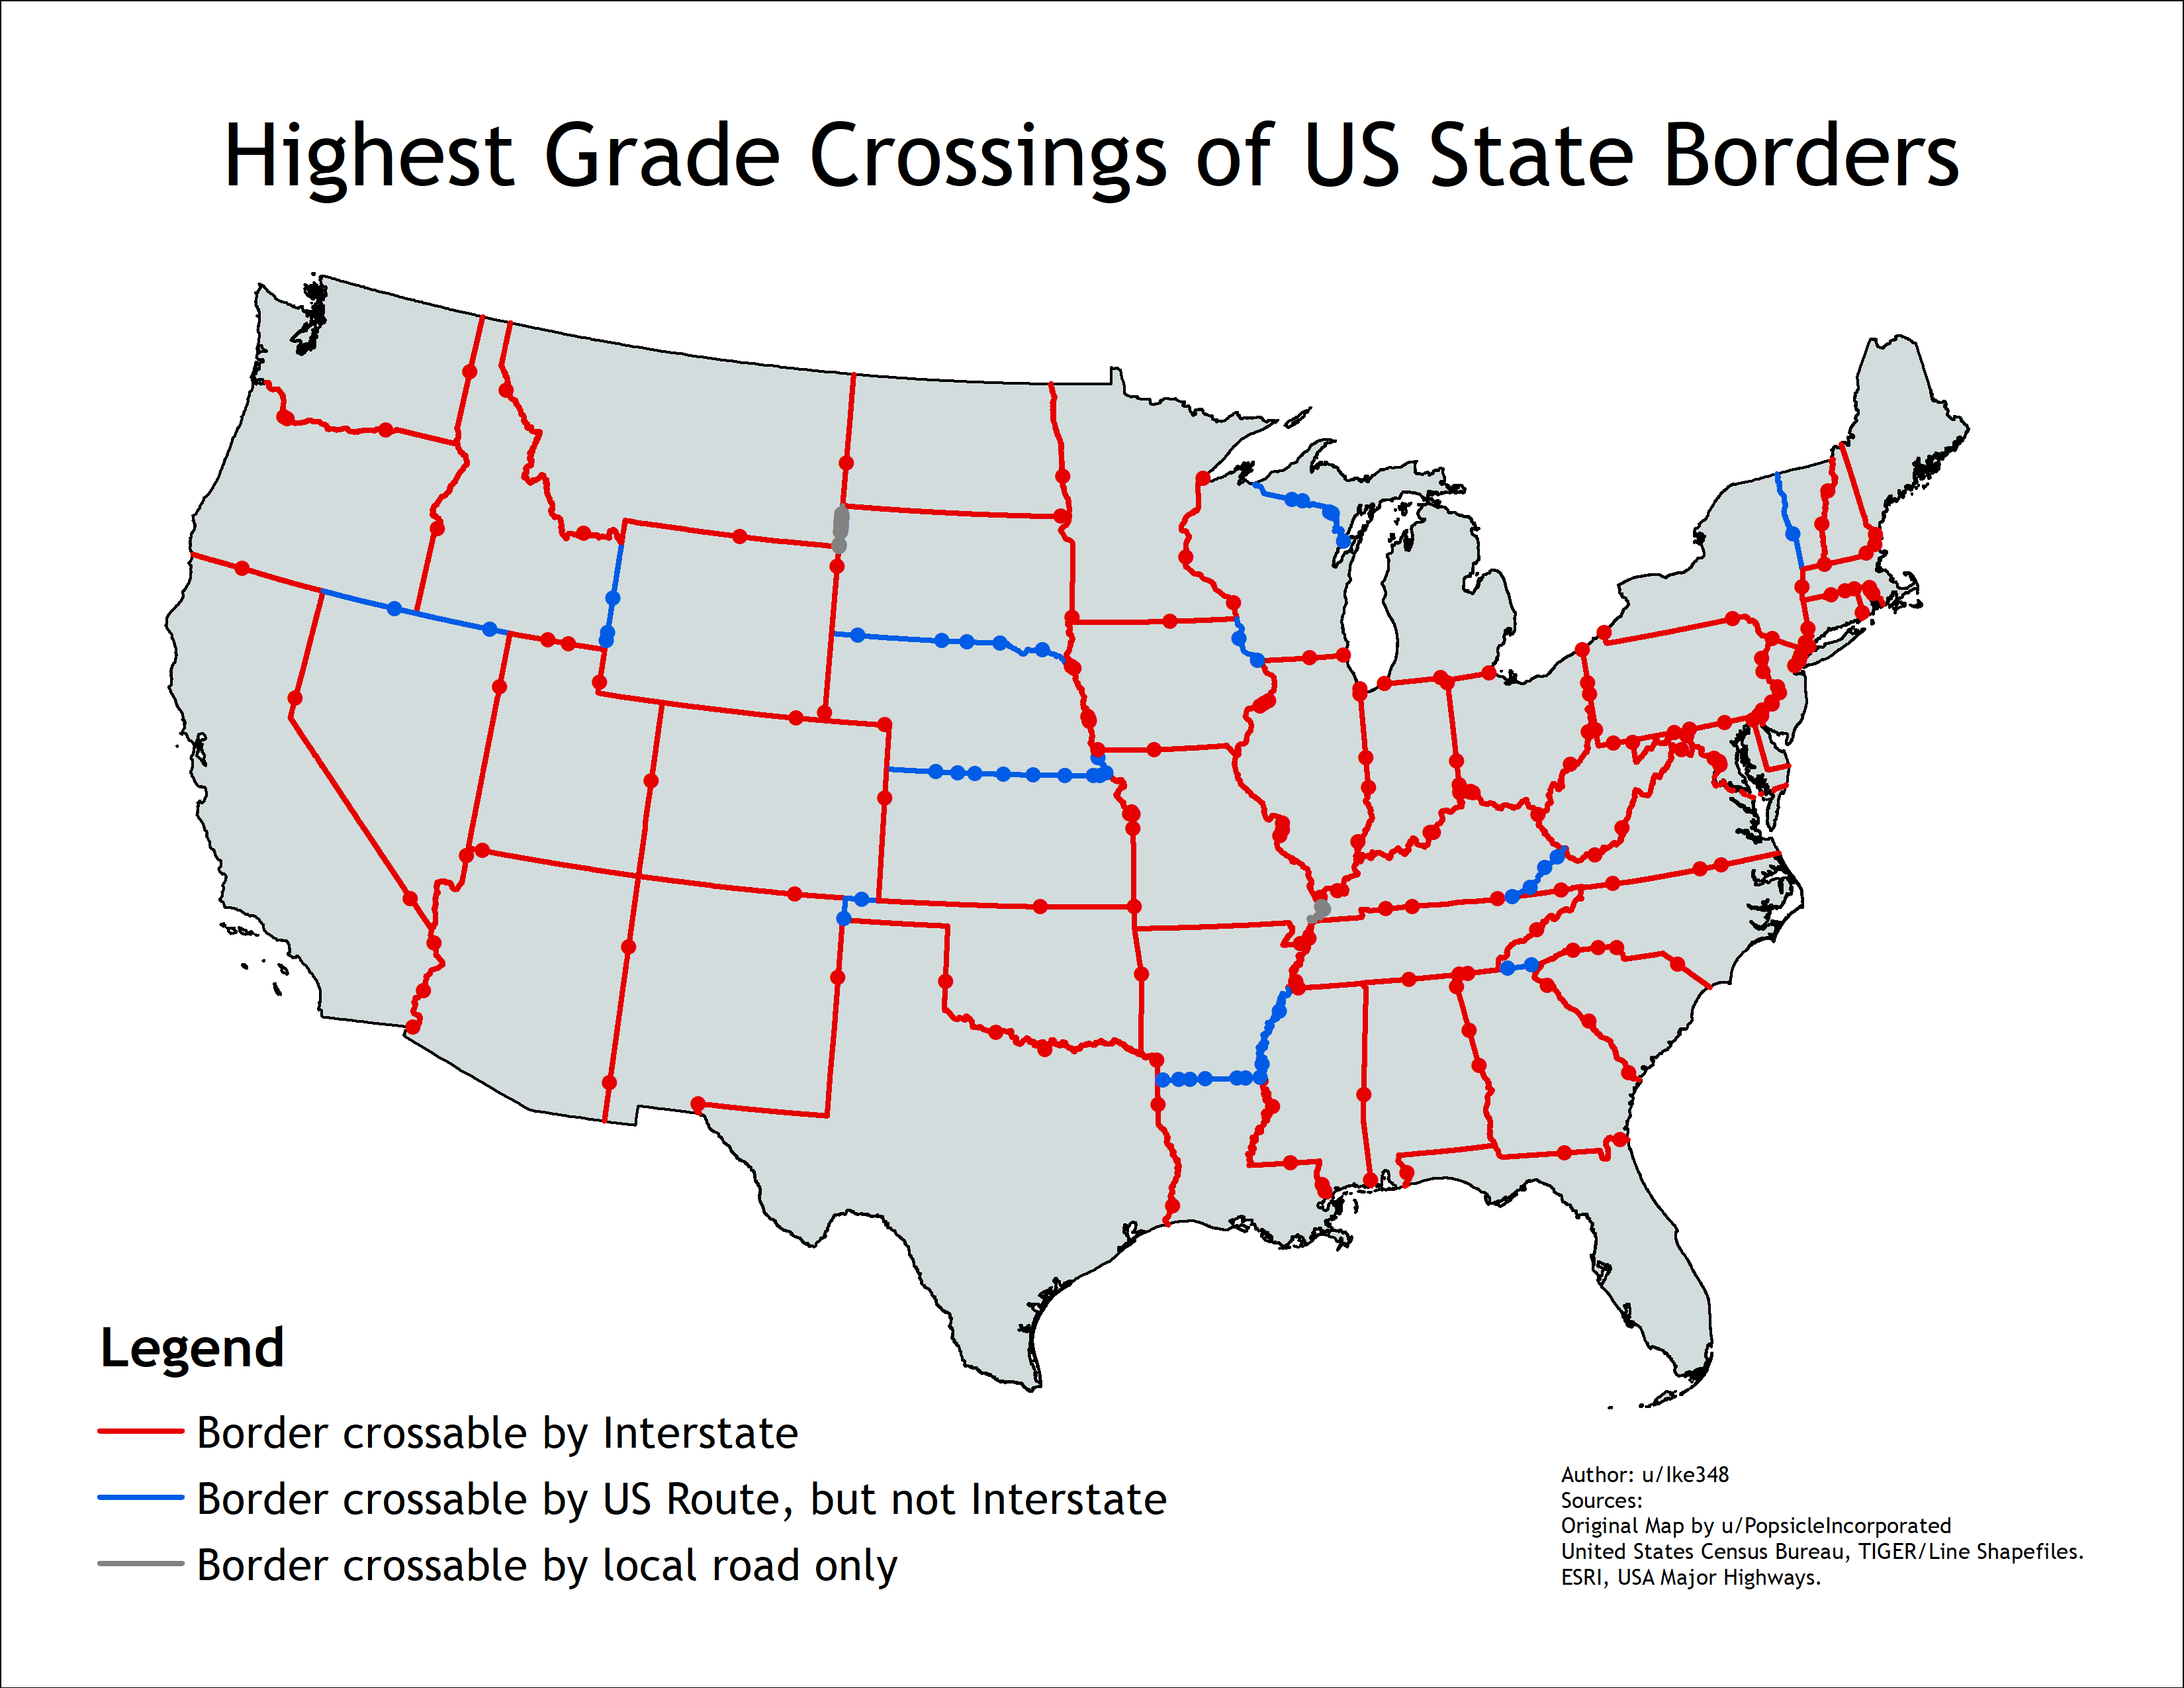 Highest Grade Crossings of US State Borders
Legend
Border crossable by Interstate
Border crossable by US Route, but not Interstate
Border crossable by local road only
Author: u/Ike348
Sources:
Original Map by u/PopsicleIncorporated
United States Census Bureau, TIGER/Line Shapefiles.
ESRI, USA Major Highways.